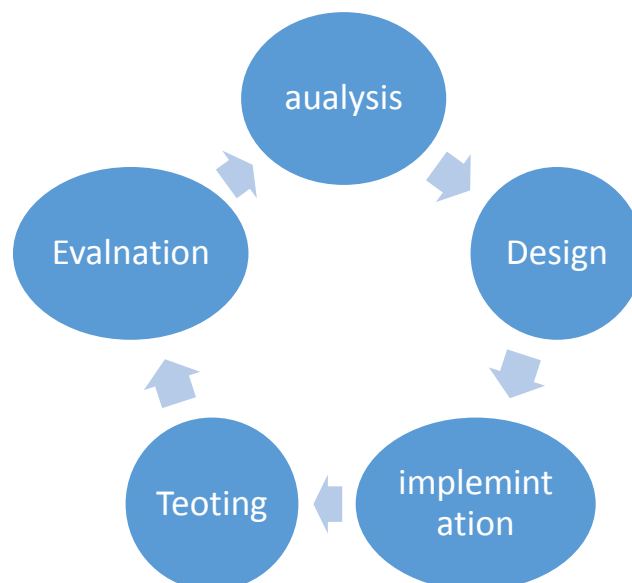 aualysis
Design
implemint
ation
Teoting
Evalnation